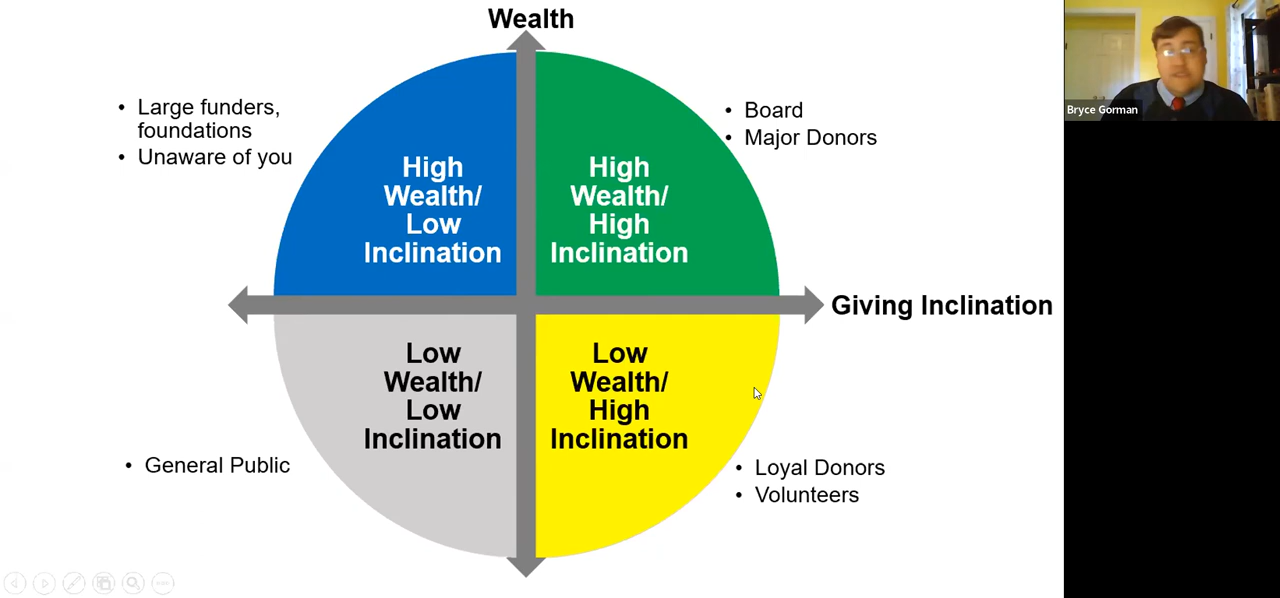 Wealth
• Large funders,
foundations
• Unaware of you
High
Wealth/
Low
Inclination
High
Wealth/
High
Inclination
• Board
• Major Donors
Bryce Gorman
Giving Inclination
Low
Wealth/
Low
Inclination
Low
Wealth/
High
Inclination
• General Public
• Loyal Donors
• Volunteers